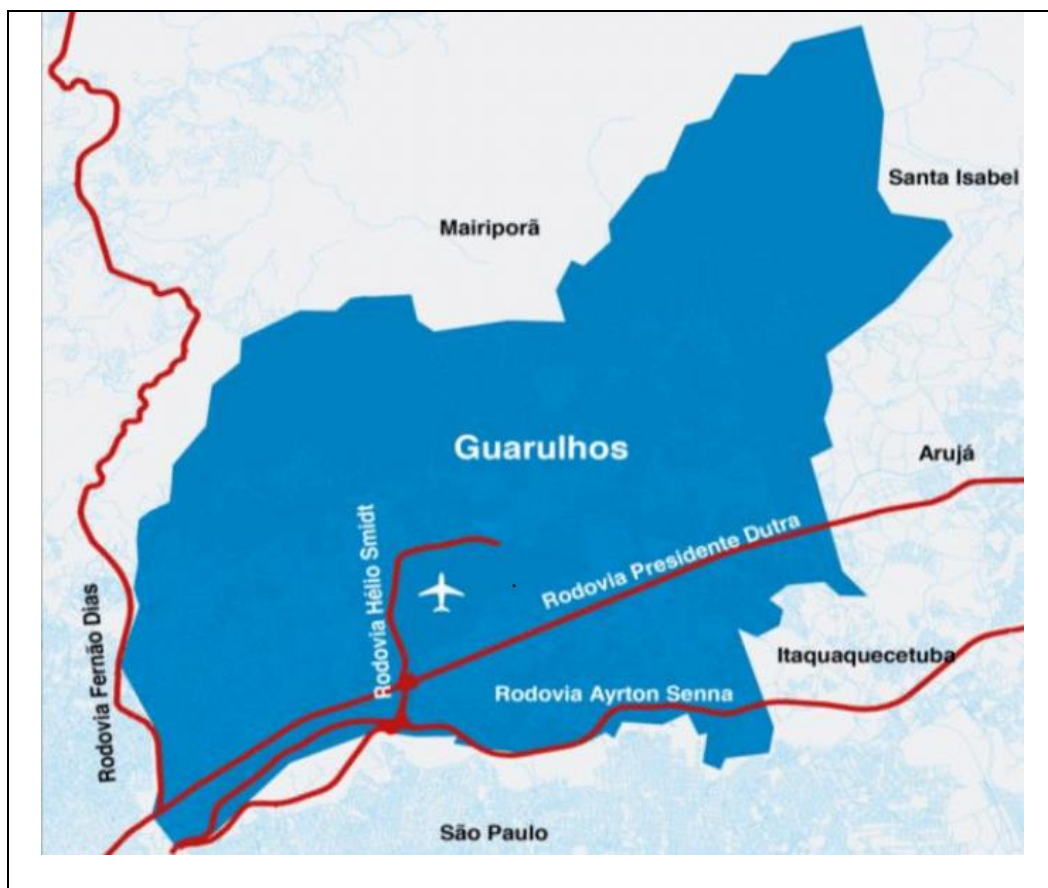 Santa Isabel
Mairiporã
Guarulhos
Arujá
Rodovia Hélio Smidt
Rodovia Presidente Dutra
Rodovia Fernão Dias
Itaquaquecetuba
Rodovia Ayrton Senna
São Paulo